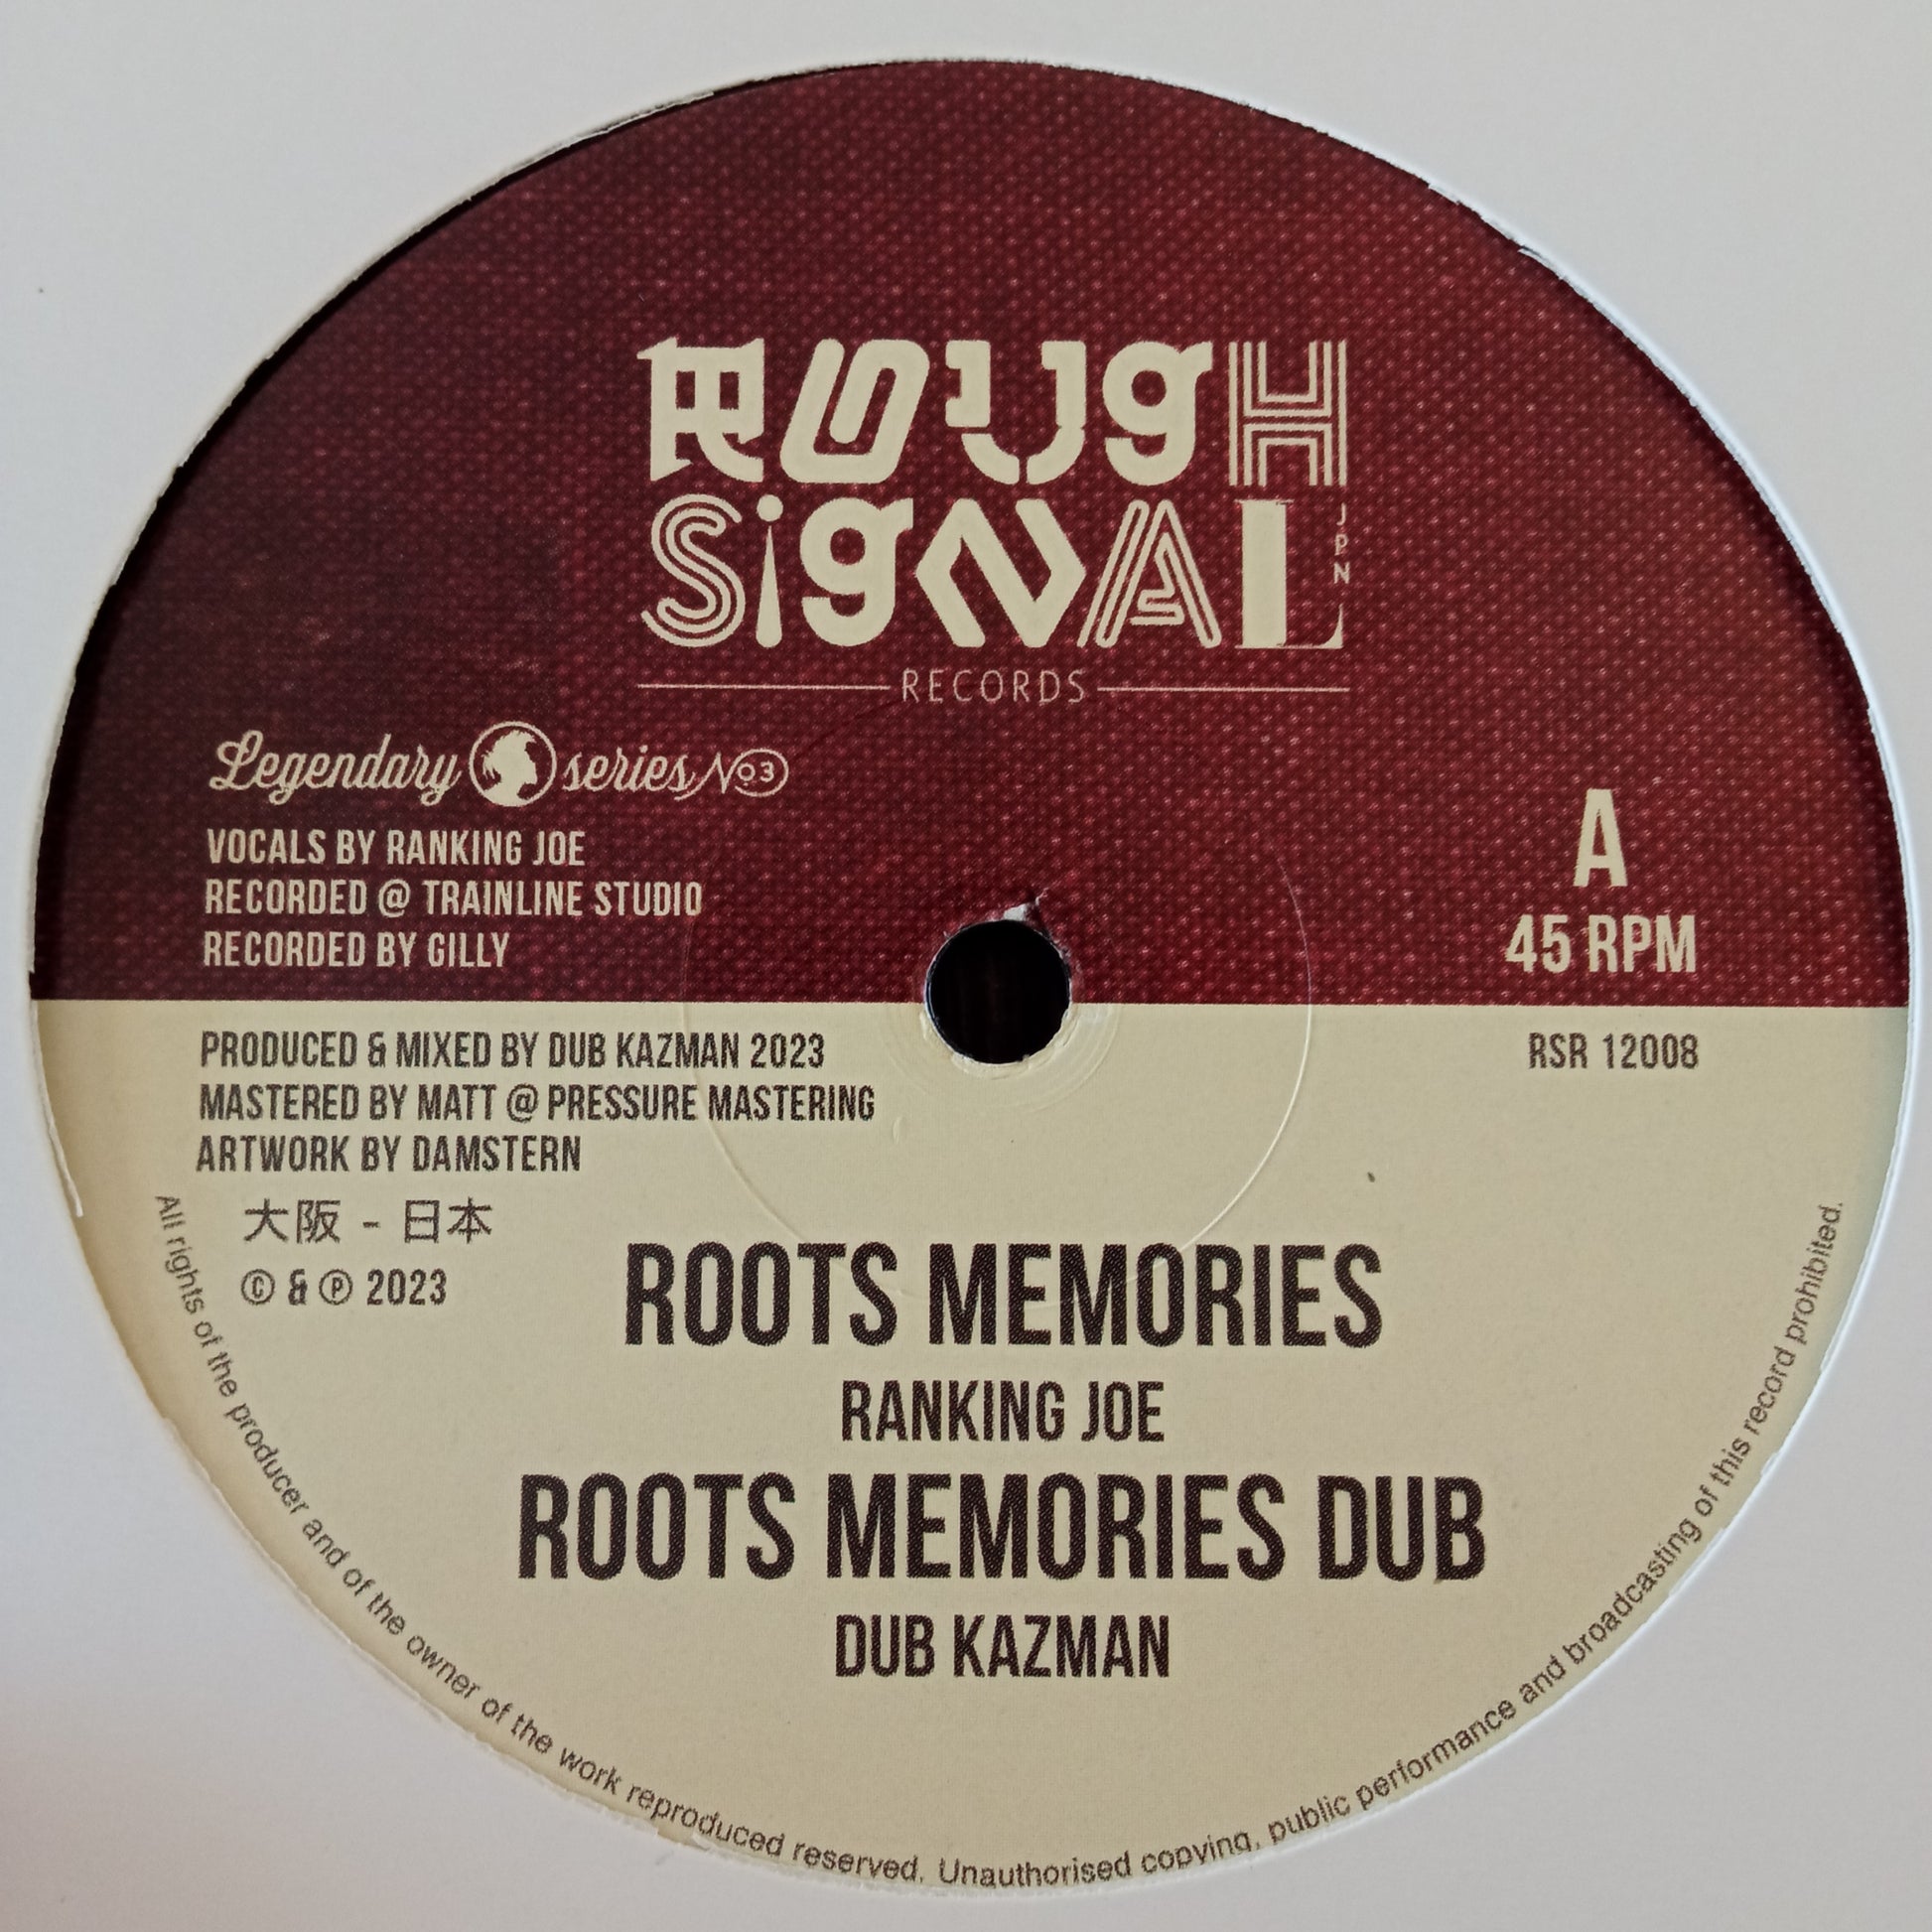 ROUGH
SiGNAL
JPN
RECORDS
Legendary series No3
VOCALS BY RANKING JOE
RECORDED @ TRAINLINE STUDIO
RECORDED BY GILLY
A
45 RPM
PRODUCED & MIXED BY DUB KAZMAN 2023
MASTERED BY MATT @ PRESSURE MASTERING
ARTWORK BY DAMSTERN
RSR 12008
大阪 - 日本
© & ℗ 2023
ROOTS MEMORIES
RANKING JOE
ROOTS MEMORIES DUB
DUB KAZMAN
All rights of the producer and of the owner of the work reproduced reserved. Unauthorised copying, public performance and broadcasting of this record prohibited.